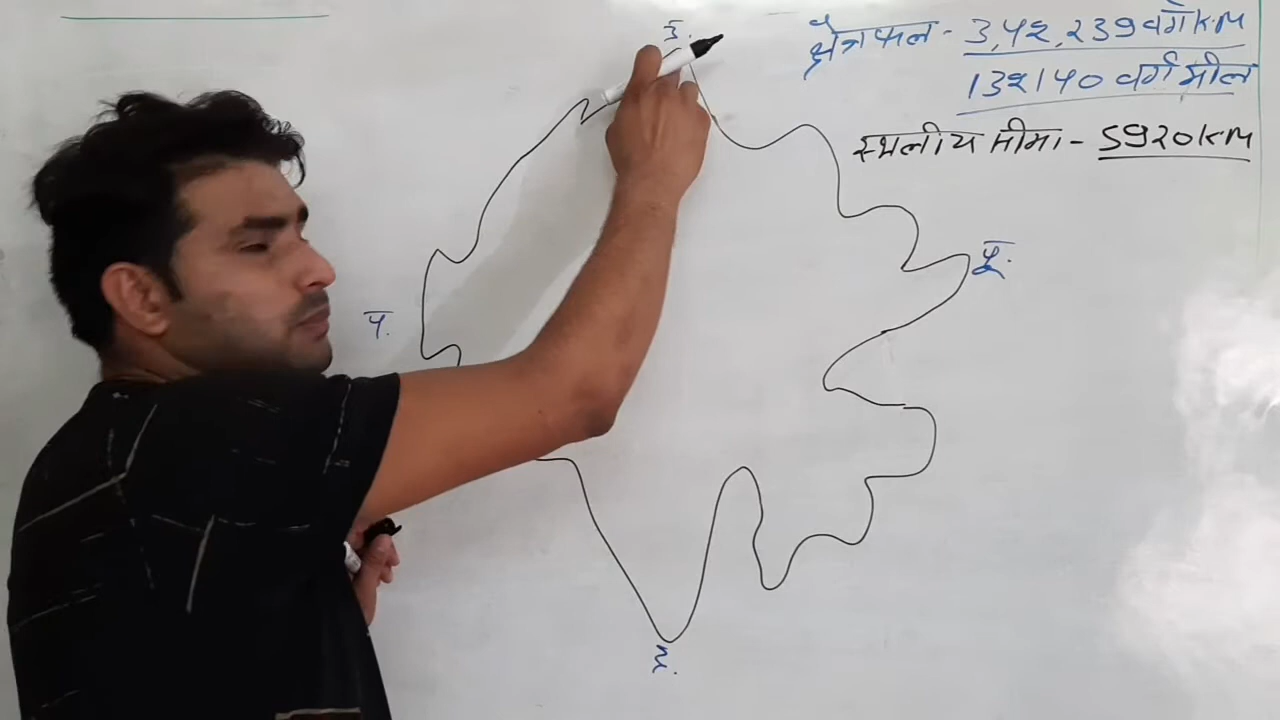 उ.
क्षेत्रफल - 3,42,239 वर्ग KM
132140 वर्ग मील
स्थलीय सीमा - 5920 KM
पू.
प.
द.